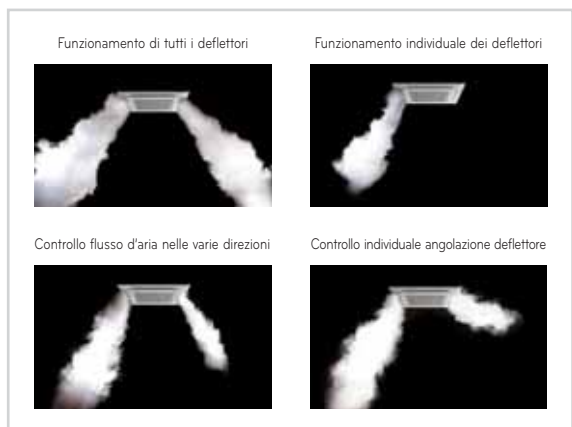 Funzionamento di tutti i deflettori
Funzionamento individuale dei deflettori
Controllo flusso d'aria nelle varie direzioni
Controllo individuale angolazione deflettore